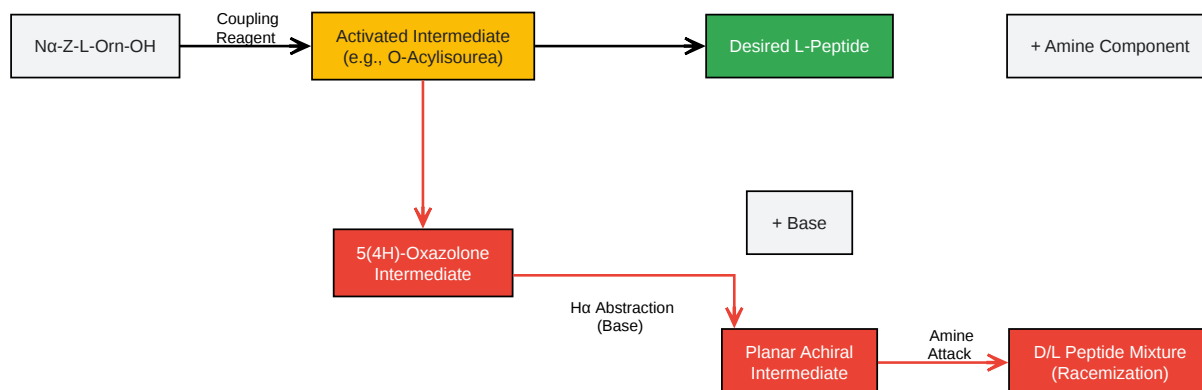 Nα-Z-L-Orn-OH
Coupling
Reagent
Activated Intermediate
(e.g., O-Acylisourea)
Desired L-Peptide
+ Amine Component
+ Base
5(4H)-Oxazolone
Intermediate
Hα Abstraction
(Base)
Planar Achiral
Intermediate
Amine
Attack
D/L Peptide Mixture
(Racemization)